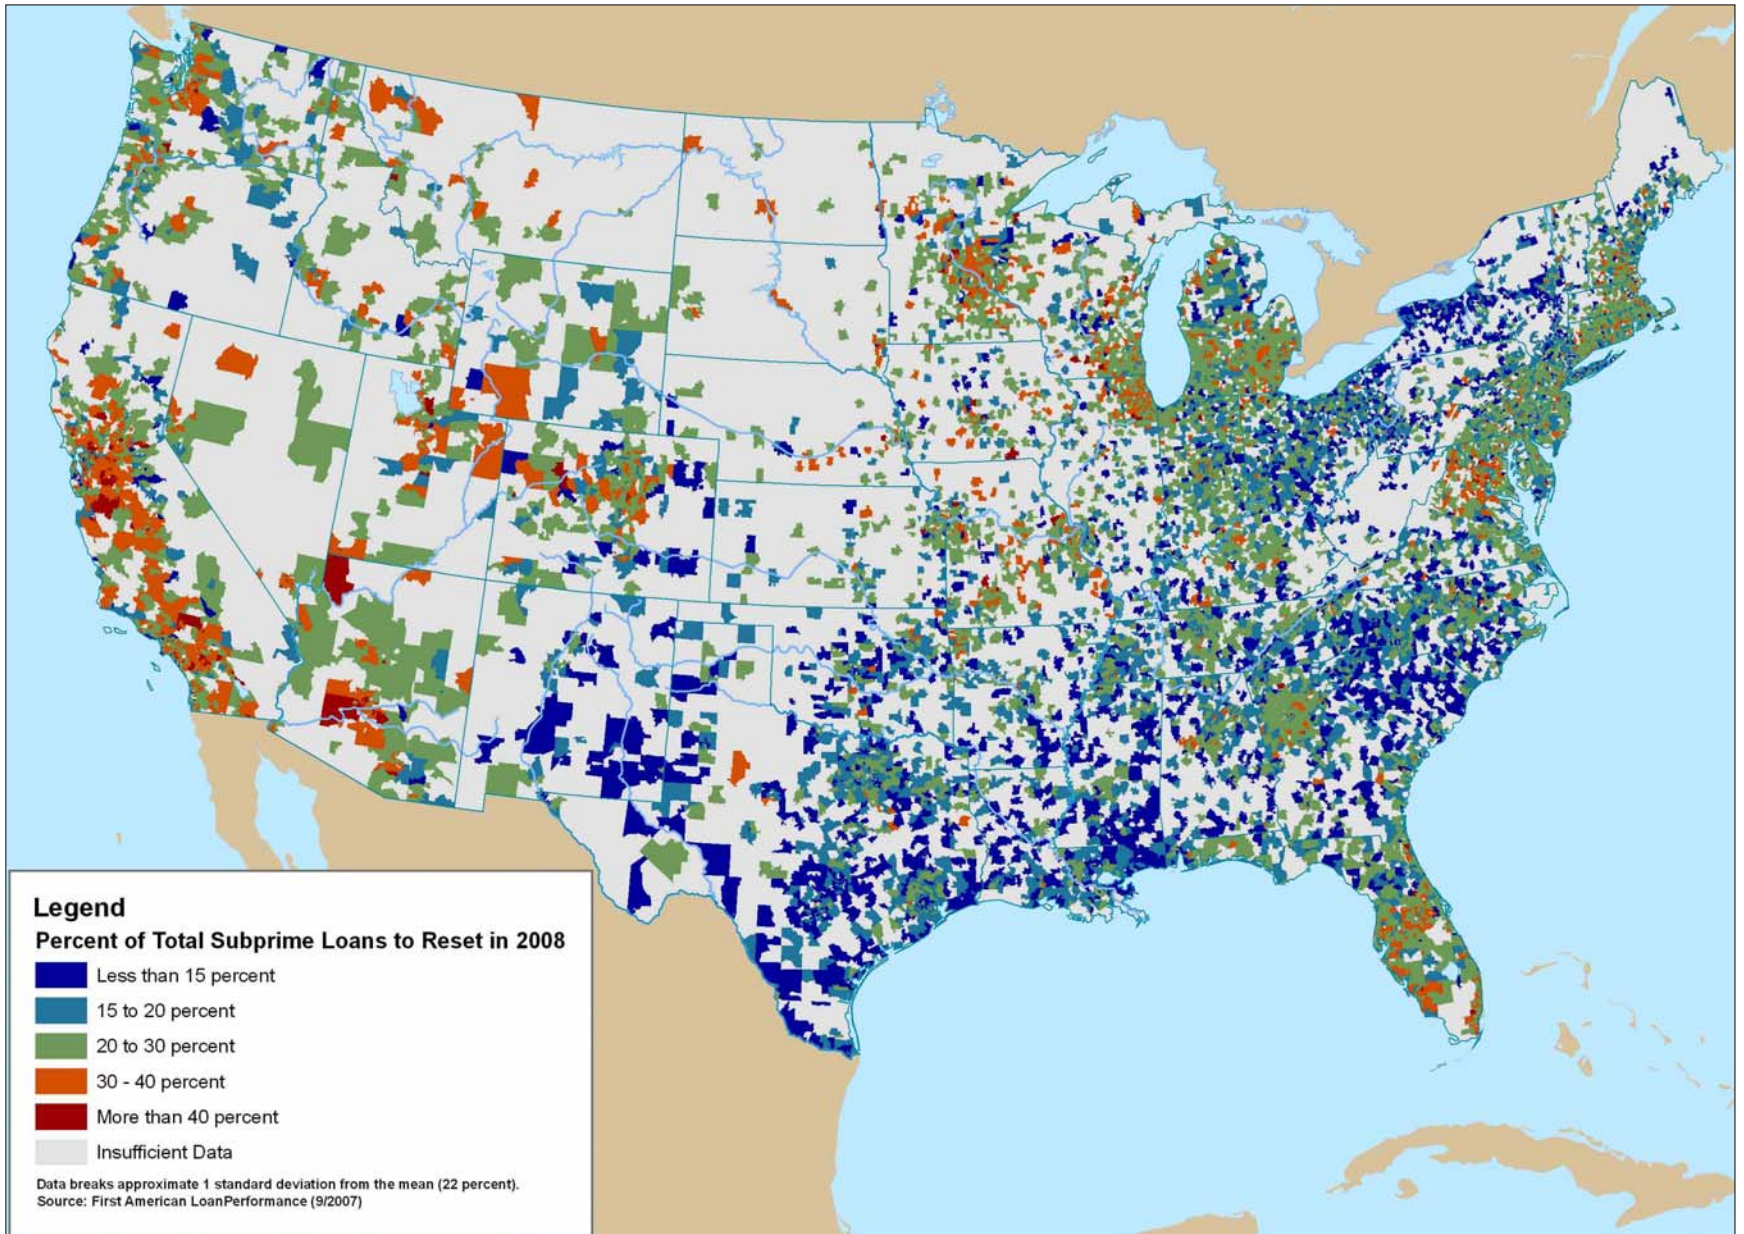 Legend
Percent of Total Subprime Loans to Reset in 2008
Less than 15 percent
15 to 20 percent
20 to 30 percent
30 - 40 percent
More than 40 percent
Insufficient Data
Data breaks approximate 1 standard deviation from the mean (22 percent).
Source: First American LoanPerformance (9/2007)